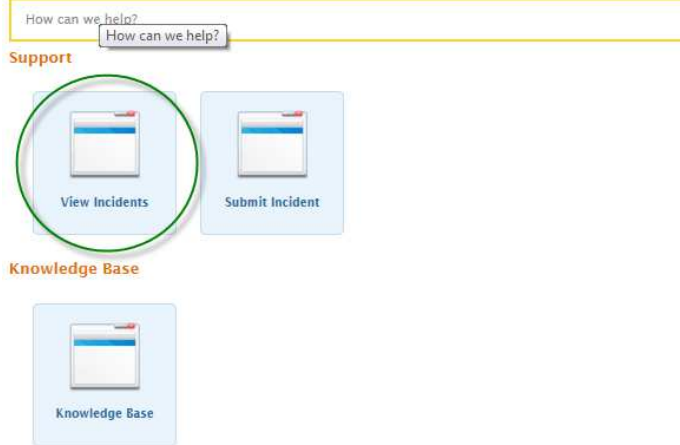 How can we help?
How can we help?
Support
View Incidents
Submit Incident
Knowledge Base
Knowledge Base